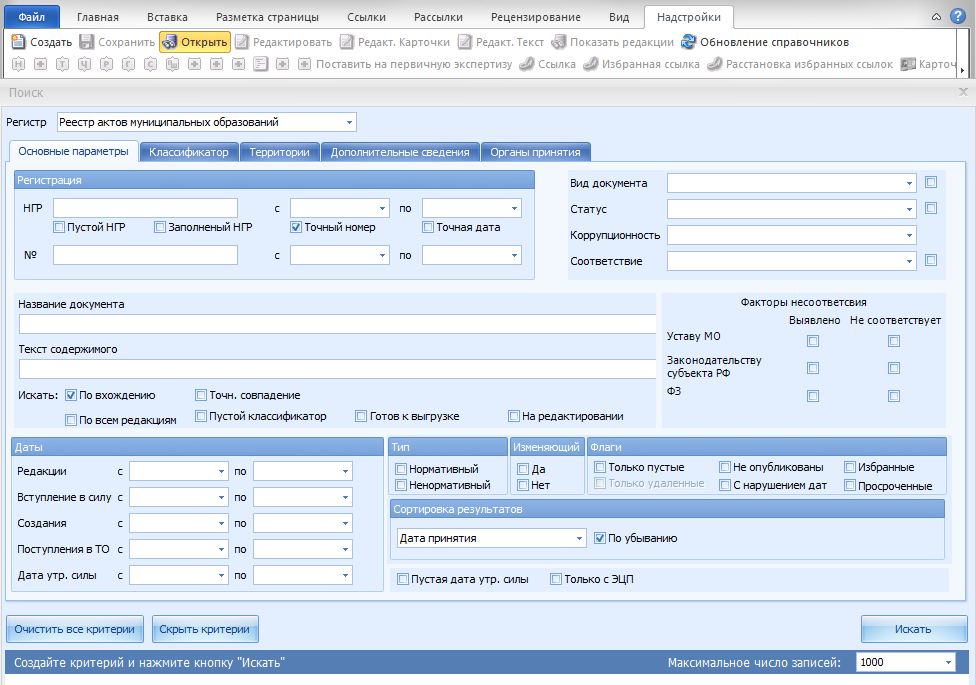 Файл Главная Вставка Разметка страницы Ссылки Рассылки Рецензирование Вид Надстройки
Создать Сохранить Открыть Редактировать Редакт. Карточки Редакт. Текст Показать редакции Обновление справочников
Поставить на первичную экспертизу Ссылка Избранная ссылка Расстановка избранных ссылок Карточ
Поиск
Регистр Реестр актов муниципальных образований
Основные параметры Классификатор Территории Дополнительные сведения Органы принятия
Регистрация
НГР с по
Пустой НГР Заполненый НГР Точный номер Точная дата
№ с по
Вид документа
Статус
Коррупционность
Соответствие
Название документа
Текст содержимого
Искать: По вхождению Точн. совпадение
По всем редакциям Пустой классификатор Готов к выгрузке На редактировании
Факторы несоответсвия
Выявлено Не соответствует
Уставу МО
Законодательству
субъекта РФ
ФЗ
Даты
Редакции с по
Вступление в силу с по
Создания с по
Поступления в ТО с по
Дата утр. силы с по
Тип
Нормативный
Ненормативный
Изменяющий
Да
Нет
Флаги
Только пустые Не опубликованы Избранные
Только удаленные С нарушением дат Просроченные
Сортировка результатов
Дата принятия По убыванию
Пустая дата утр. силы Только с ЭЦП
Очистить все критерии Скрыть критерии Искать
Создайте критерий и нажмите кнопку "Искать" Максимальное число записей: 1000